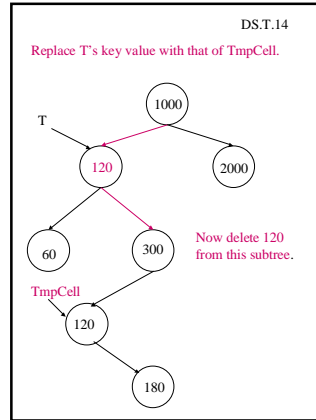 DS.T.14
Replace T's key value with that of TmpCell.
1000
T
120
2000
60
300
Now delete 120
from this subtree.
TmpCell
120
180